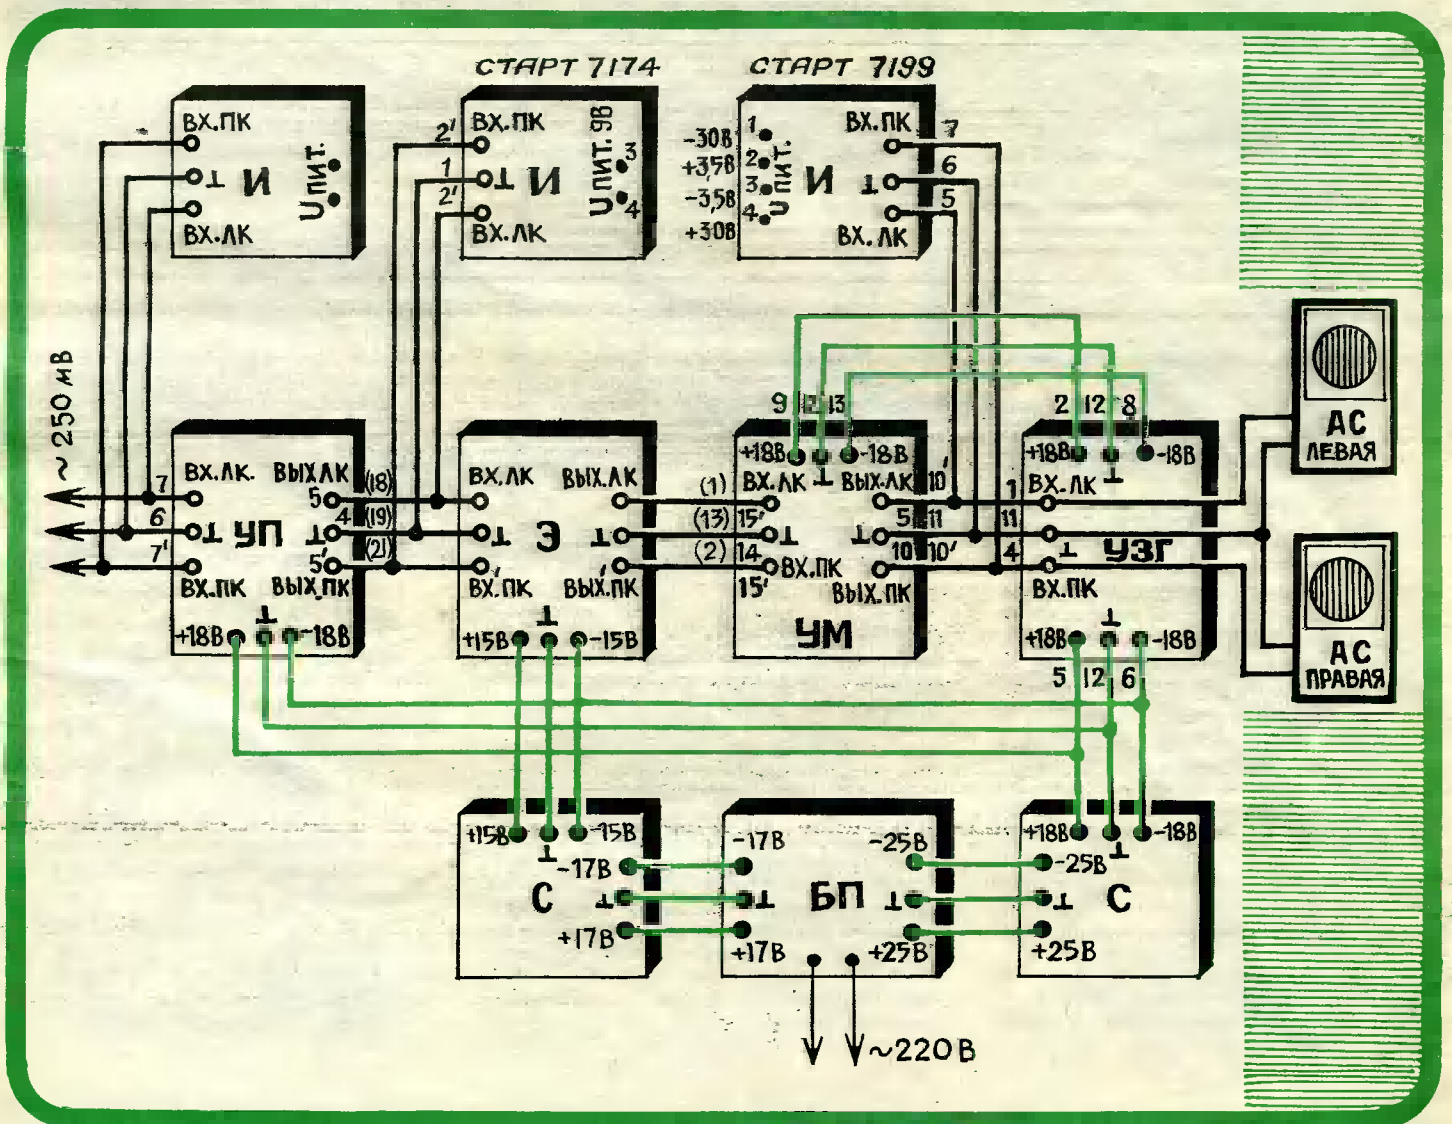 СТАРТ 7174
СТАРТ 7199
ВХ.ПК
⊥ И
U ПИТ.
ВХ.ЛК
2'
1
2'
ВХ.ПК
⊥ И
U ПИТ. 9В
3
4
ВХ.ЛК
-30В
+3,5В
-3,5В
+30В
1
2
3
4
U ПИТ.
ВХ.ПК
И ⊥
ВХ.ЛК
7
6
5
~ 250 мВ
7
6
7'
ВХ.ЛК.
ВЫХ.ЛК
5
⊥ УП ⊥
4
5'
ВХ.ПК
ВЫХ.ПК
⊥
+18В
-18В
(18)
(19)
(21)
ВХ.ЛК
ВЫХ.ЛК
⊥ Э ⊥
ВХ.ПК
ВЫХ.ПК
⊥
+15В
-15В
(1)
(13)
(2)
9
12
13
+18В
-18В
⊥
ВХ.ЛК
ВЫХ.ЛК
15'
14
15'
⊥ ⊥
ВХ.ПК
ВЫХ.ПК
УМ
10'
5
11
10
10'
2 12 8
+18В
-18В
⊥
1
11
4
ВХ.ЛК
⊥
УЗГ
ВХ.ПК
⊥
+18В
-18В
5 12 6
АС
ЛЕВАЯ
АС
ПРАВАЯ
+15В
-15В
⊥
-17В
С ⊥
+17В
-17В
-25В
⊥ БП ⊥
+17В
+25В
+18В
-18В
⊥
-25В
⊥ С
+25В
~220 В